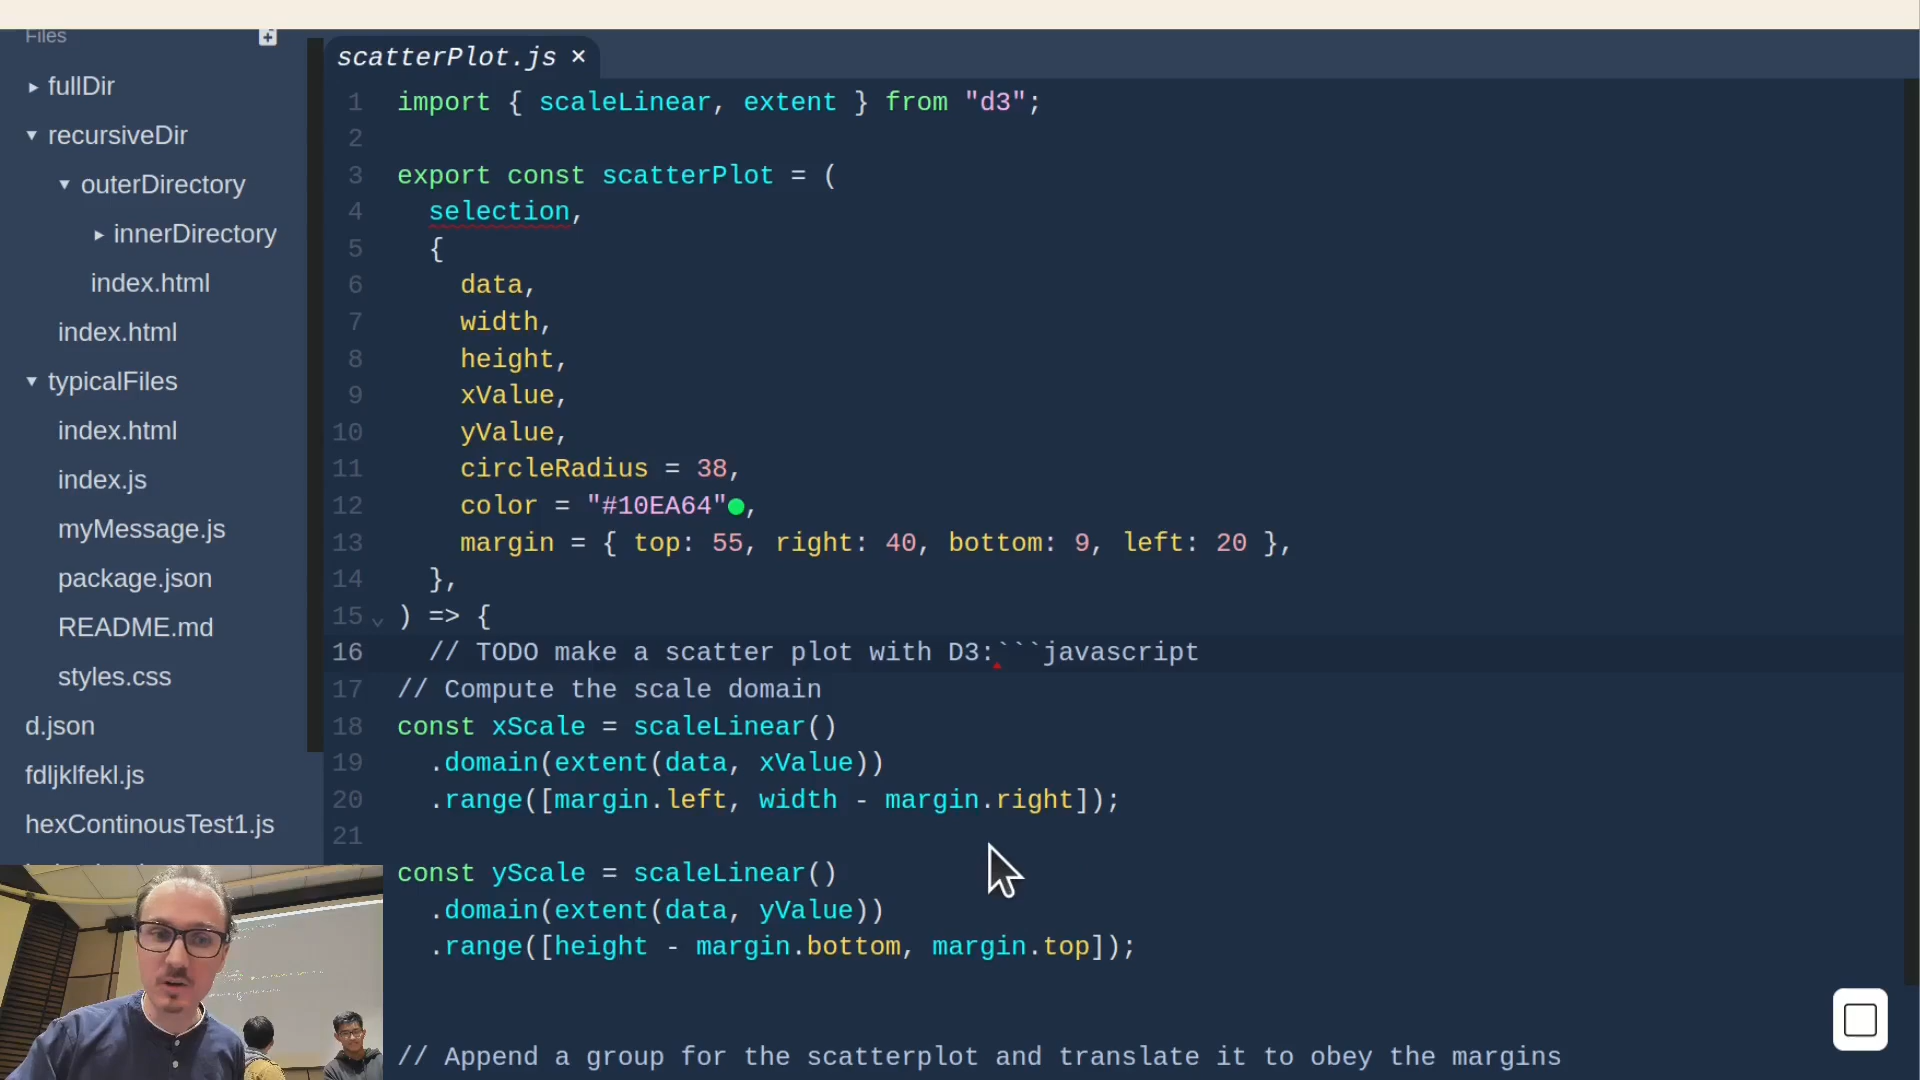 Files
fullDir
recursiveDir
outerDirectory
innerDirectory
index.html
index.html
typicalFiles
index.html
index.js
myMessage.js
package.json
README.md
styles.css
d.json
fdljklfekl.js
hexContinousTest1.js
scatterPlot.js ×
1 import { scaleLinear, extent } from "d3";
2
3 export const scatterPlot = (
4   selection,
5   {
6     data,
7     width,
8     height,
9     xValue,
10     yValue,
11     circleRadius = 38,
12     color = "#10EA64",
13     margin = { top: 55, right: 40, bottom: 9, left: 20 },
14   },
15 ) => {
16   // TODO make a scatter plot with D3:```javascript
17 // Compute the scale domain
18 const xScale = scaleLinear()
19   .domain(extent(data, xValue))
20   .range([margin.left, width - margin.right]);
21
const yScale = scaleLinear()
  .domain(extent(data, yValue))
  .range([height - margin.bottom, margin.top]);
// Append a group for the scatterplot and translate it to obey the margins